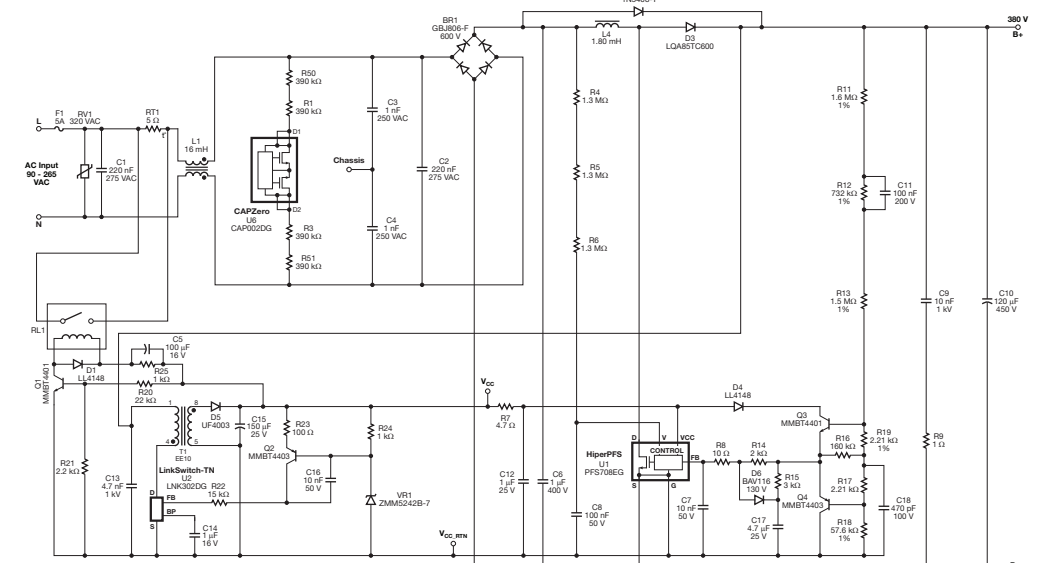 BR1
GBJ806-F
600 V
L4
1.80 mH
D3
LQA85TC600
380 V
B+
R50
390 kΩ
R1
390 kΩ
C3
1 nF
250 VAC
R4
1.3 MΩ
R11
1.6 MΩ
1%
L
F1
5A
RV1
320 VAC
RT1
5 Ω
t°
L1
16 mH
D1
AC Input
90 - 265
VAC
C1
220 nF
275 VAC
Chassis
C2
220 nF
275 VAC
R5
1.3 MΩ
R12
732 kΩ
1%
C11
100 nF
200 V
N
D2
CAPZero
U6
CAP002DG
R3
390 kΩ
C4
1 nF
250 VAC
R6
1.3 MΩ
R51
390 kΩ
R13
1.5 MΩ
1%
C9
10 nF
1 kV
C10
120 µF
450 V
RL1
C5
100 µF
16 V
D1
LL4148
R25
1 kΩ
Q1
MMBT4401
R20
22 kΩ
VCC
D4
LL4148
1
8
D5
UF4003
C15
150 µF
25 V
R23
100 Ω
R24
1 kΩ
R7
4.7 Ω
Q3
MMBT4401
4
5
T1
EE10
Q2
MMBT4403
D
V
VCC
HiperPFS
U1
PFS708EG
CONTROL
FB
S
G
R8
10 Ω
R14
2 kΩ
R16
160 kΩ
R19
2.21 kΩ
1%
R9
1 Ω
R21
2.2 kΩ
C13
4.7 nF
1 kV
LinkSwitch-TN
U2
LNK302DG
D
FB
BP
S
R22
15 kΩ
C16
10 nF
50 V
VR1
ZMM5242B-7
C12
1 µF
25 V
C6
1 µF
400 V
C8
100 nF
50 V
C7
10 nF
50 V
D6
BAV116
130 V
R15
3 kΩ
Q4
MMBT4403
R17
2.21 kΩ
C18
470 pF
100 V
C14
1 µF
16 V
VCC_RTN
C17
4.7 µF
25 V
R18
57.6 kΩ
1%